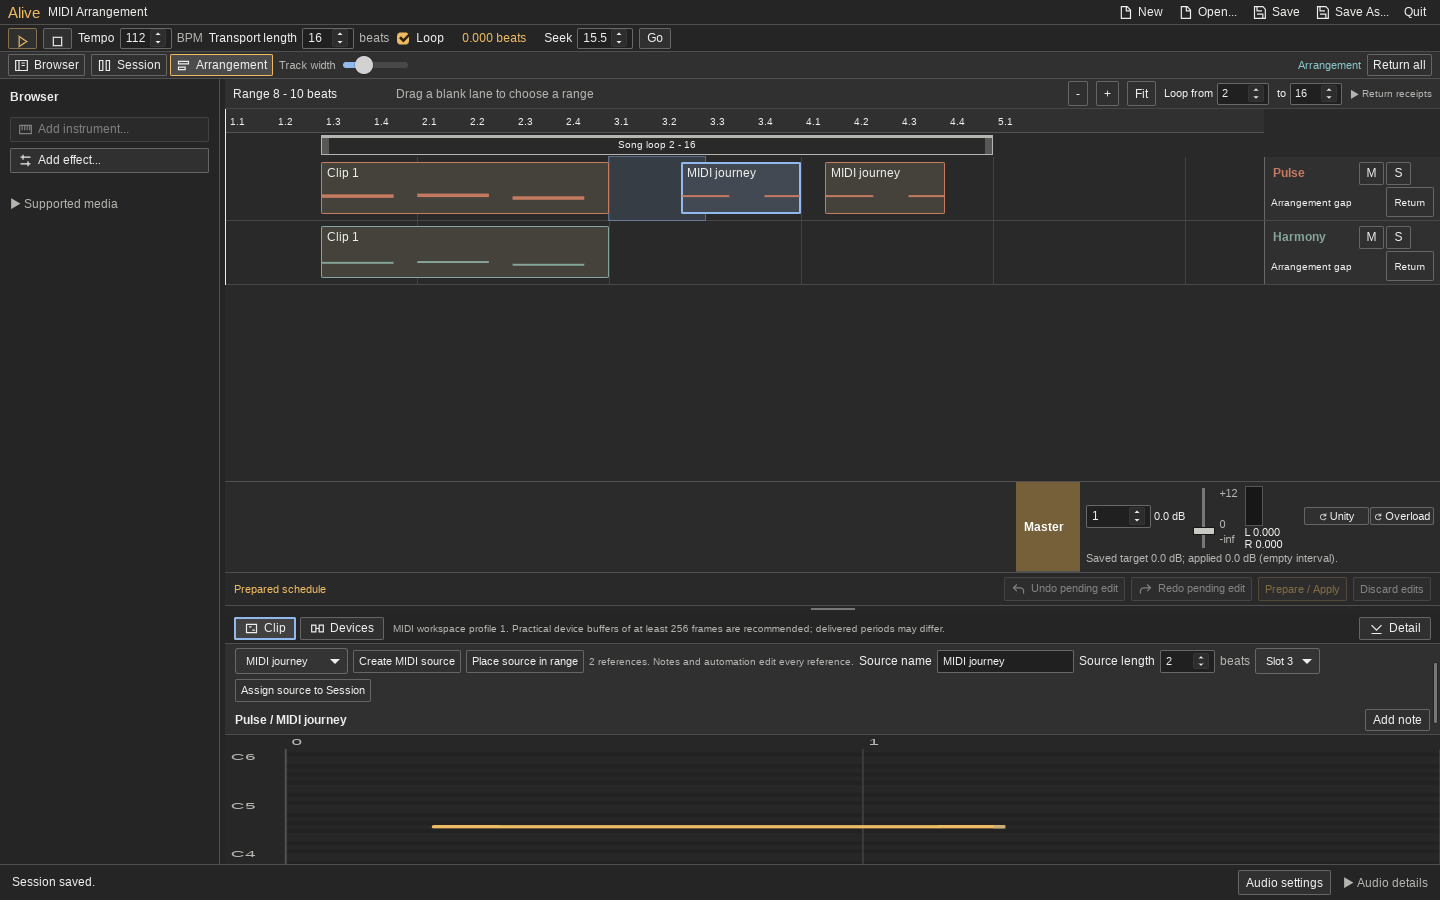 Alive MIDI Arrangement New Open... Save Save As... Quit
Tempo 112 BPM Transport length 16 beats Loop 0.000 beats Seek 15.5 Go
Browser Session Arrangement Track width Arrangement Return all
Browser
Add instrument...
Add effect...
Supported media
Range 8 - 10 beats Drag a blank lane to choose a range - + Fit Loop from 2 to 16 Return receipts
1.1 1.2 1.3 1.4 2.1 2.2 2.3 2.4 3.1 3.2 3.3 3.4 4.1 4.2 4.3 4.4 5.1
Song loop 2 - 16
Clip 1 MIDI journey MIDI journey Pulse M S
Arrangement gap Return
Clip 1 Harmony M S
Arrangement gap Return
Master 1 0.0 dB +12 0 -inf L 0.000 R 0.000 Unity Overload
Saved target 0.0 dB; applied 0.0 dB (empty interval).
Prepared schedule Undo pending edit Redo pending edit Prepare / Apply Discard edits
Clip Devices MIDI workspace profile 1. Practical device buffers of at least 256 frames are recommended; delivered periods may differ. Detail
MIDI journey Create MIDI source Place source in range 2 references. Notes and automation edit every reference. Source name MIDI journey Source length 2 beats Slot 3
Assign source to Session
Pulse / MIDI journey Add note
0 1
C6
C5
C4
Session saved. Audio settings Audio details